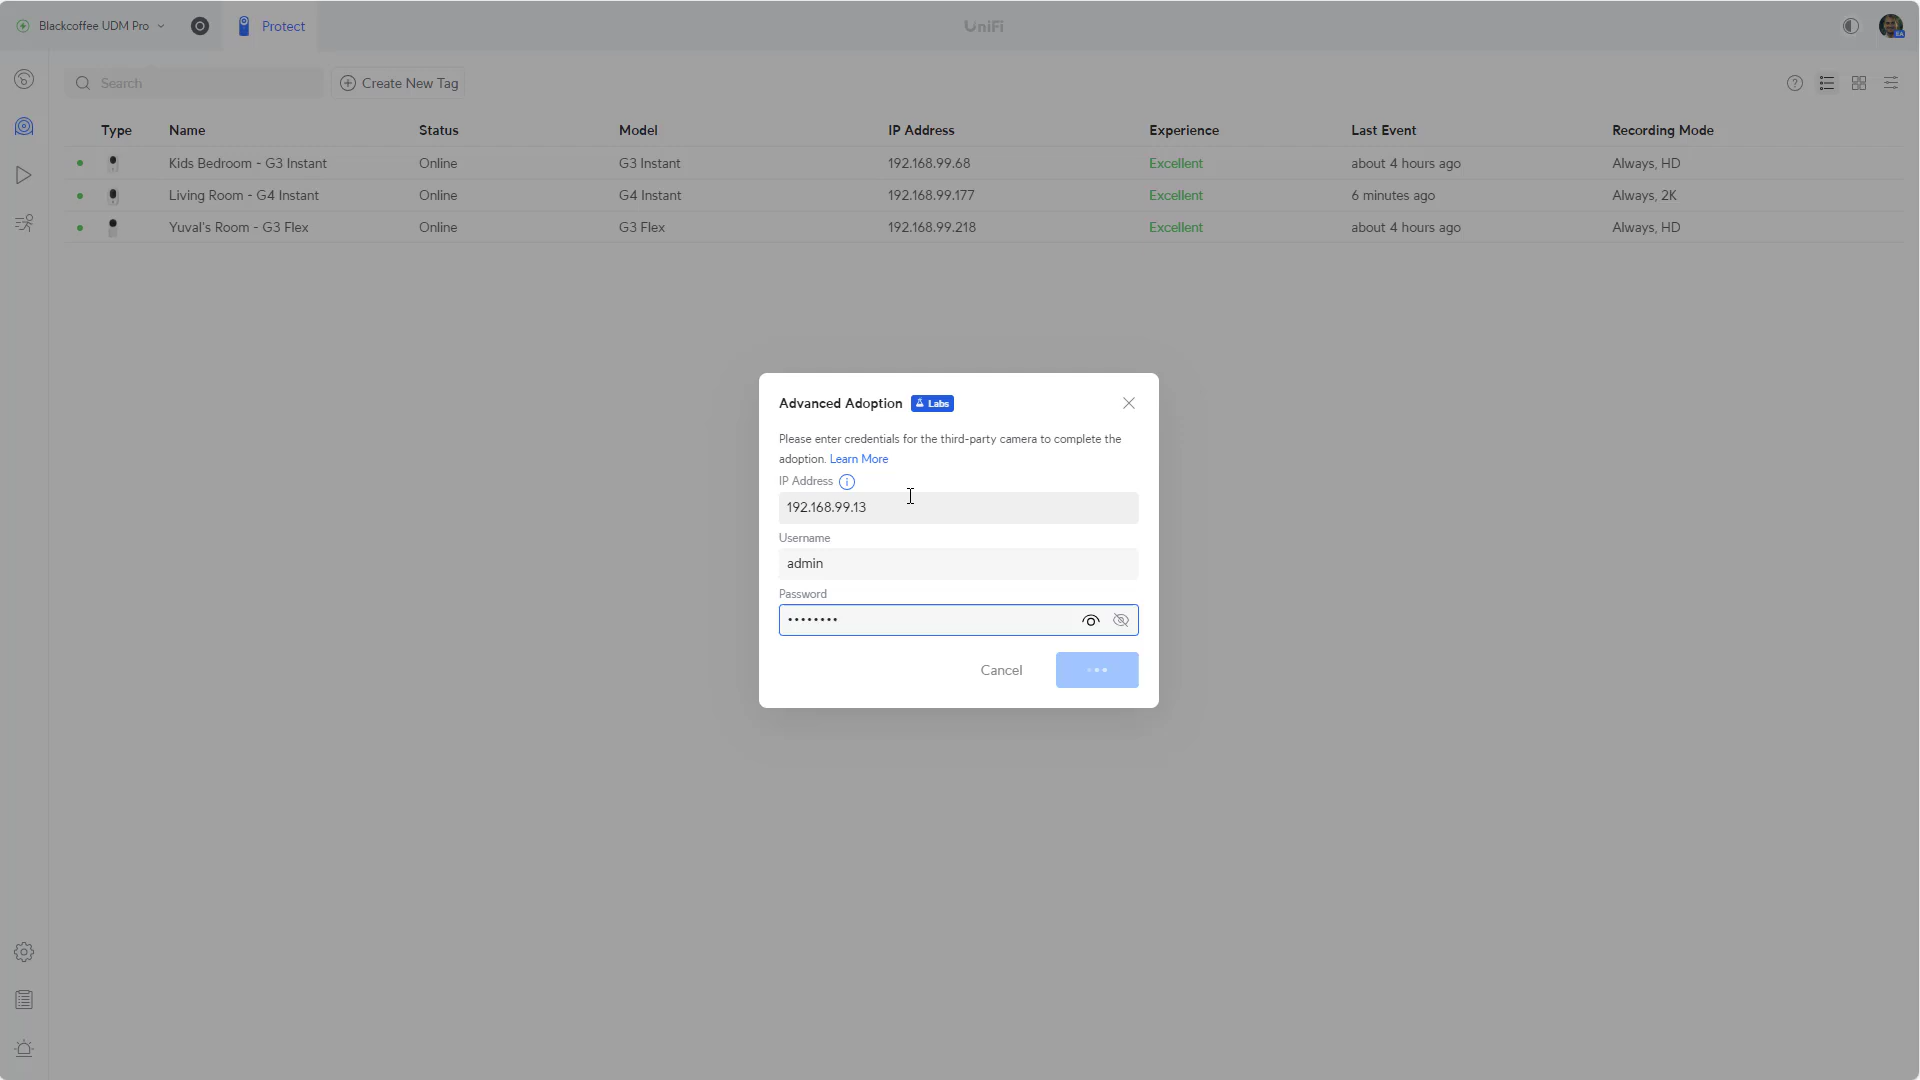 Blackcoffee UDM Pro
Protect
UniFi
EA
Search
Create New Tag
Type Name Status Model IP Address Experience Last Event Recording Mode
Kids Bedroom - G3 Instant Online G3 Instant 192.168.99.68 Excellent about 4 hours ago Always, HD
Living Room - G4 Instant Online G4 Instant 192.168.99.177 Excellent 6 minutes ago Always, 2K
Yuval's Room - G3 Flex Online G3 Flex 192.168.99.218 Excellent about 4 hours ago Always, HD
Advanced Adoption Labs
Please enter credentials for the third-party camera to complete the
adoption. Learn More
IP Address
192.168.99.13
Username
admin
Password
••••••••
Cancel